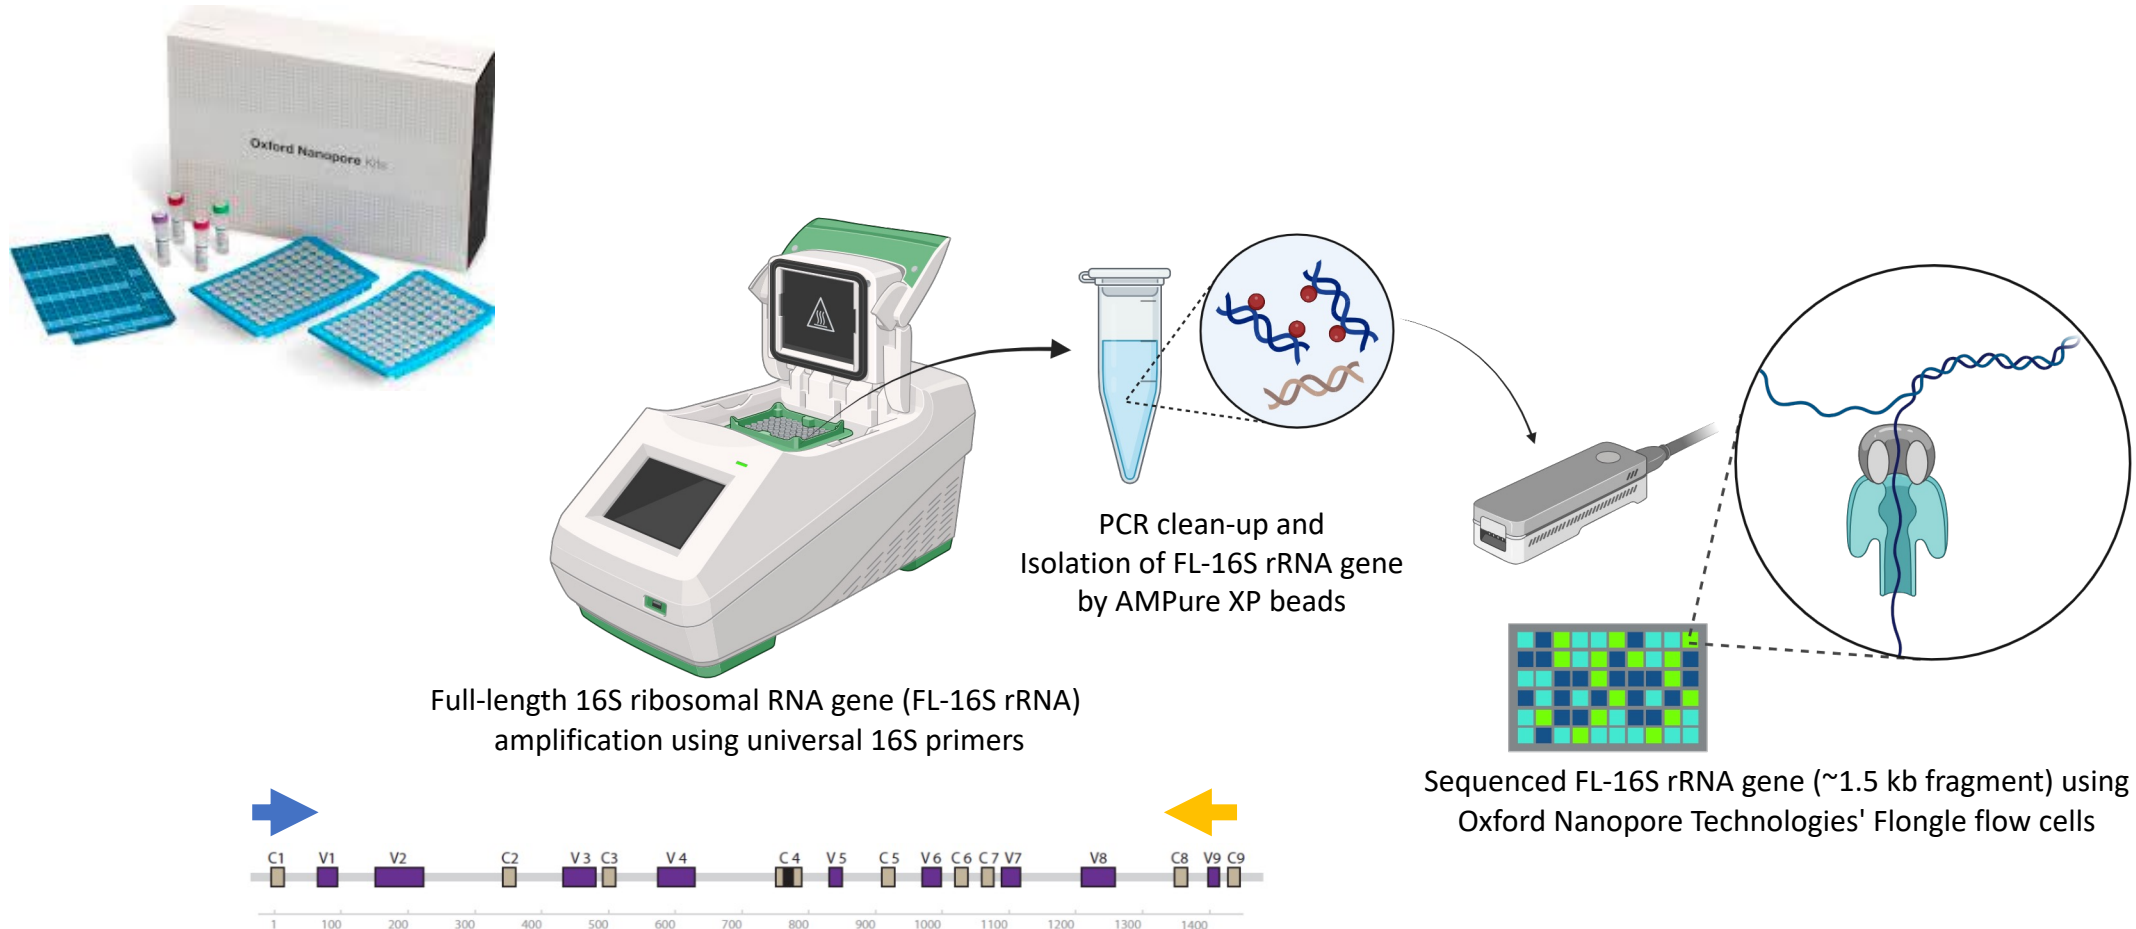 Oxford Nanopore Kits
Full-length 16S ribosomal RNA gene (FL-16S rRNA)
amplification using universal 16S primers
PCR clean-up and
Isolation of FL-16S rRNA gene
by AMPure XP beads
Sequenced FL-16S rRNA gene (~1.5 kb fragment) using
Oxford Nanopore Technologies' Flongle flow cells
C1 V1 V2 C2 V3 C3 V4 C4 V5 C5 V6 C6 C7 V7 V8 C8 V9 C9
1 100 200 300 400 500 600 700 800 900 1000 1100 1200 1300 1400